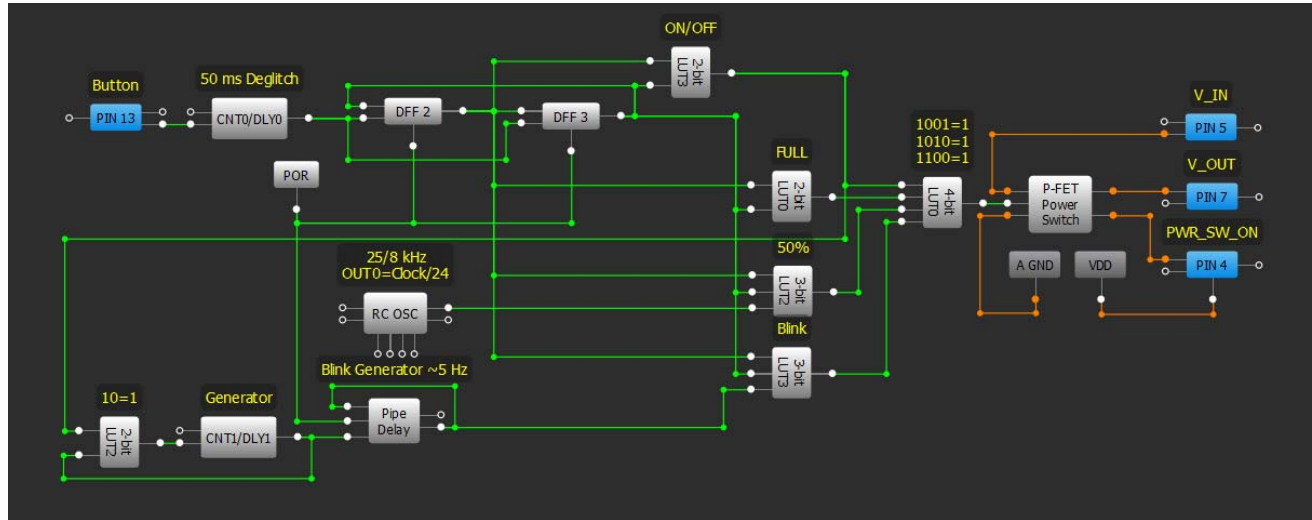 ON/OFF
2-bit
LUT3
Button
50 ms Deglitch
V_IN
PIN 13
CNT0/DLY0
DFF 2
DFF 3
1001=1
1010=1
1100=1
PIN 5
FULL
V_OUT
POR
2-bit
LUT0
4-bit
LUT0
P-FET
Power
Switch
PIN 7
PWR_SW_ON
25/8 kHz
OUT0=Clock/24
50%
A GND
VDD
PIN 4
RC OSC
3-bit
LUT2
Blink
Blink Generator ~5 Hz
3-bit
LUT3
10=1
Generator
Pipe
Delay
2-bit
LUT2
CNT1/DLY1